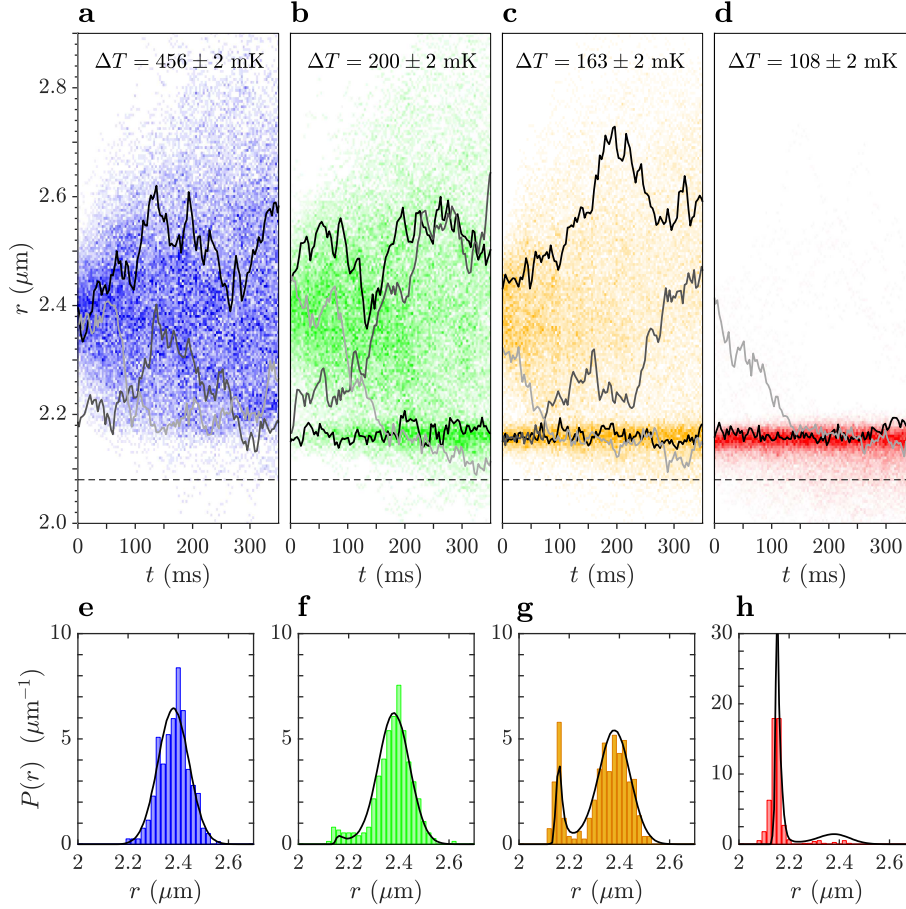 a b c d
ΔT = 456 ± 2 mK ΔT = 200 ± 2 mK ΔT = 163 ± 2 mK ΔT = 108 ± 2 mK
2.8
2.6
r (μm)
2.4
2.2
2.0
0 100 200 300 0 100 200 300 0 100 200 300 0 100 200 300
t (ms) t (ms) t (ms) t (ms)
e f g h
10 10 10 30
P(r) (μm⁻¹)
20
5 5 5
10
0 0 0 0
2 2.2 2.4 2.6 2 2.2 2.4 2.6 2 2.2 2.4 2.6 2 2.2 2.4 2.6
r (μm) r (μm) r (μm) r (μm)